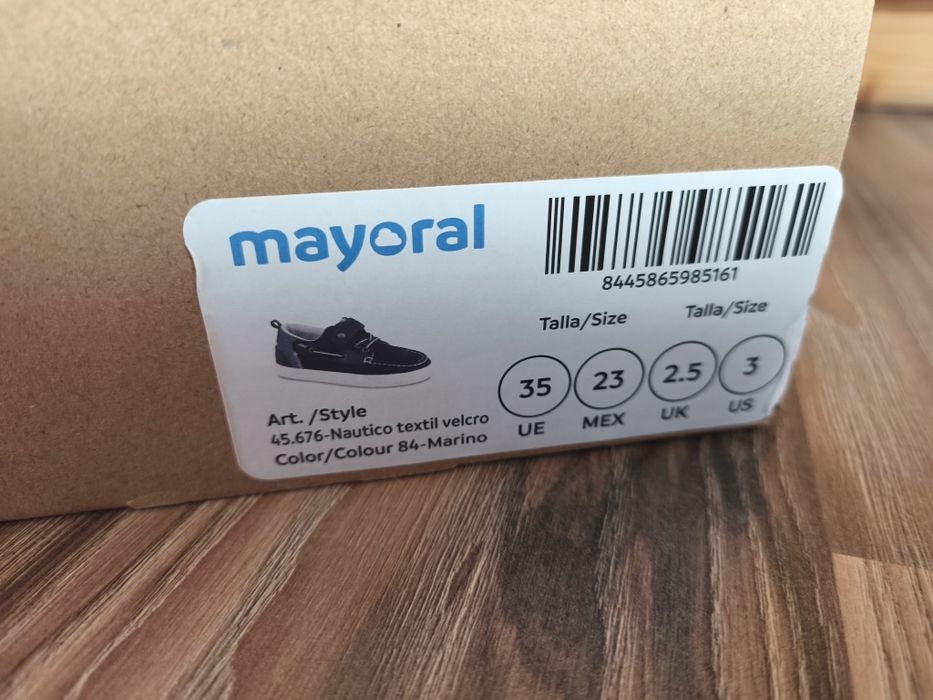 mayoral
8445865985161
Talla/Size Talla/Size
35 23 2.5 3
UE MEX UK US
Art. /Style
45.676-Nautico textil velcro
Color/Colour 84-Marino